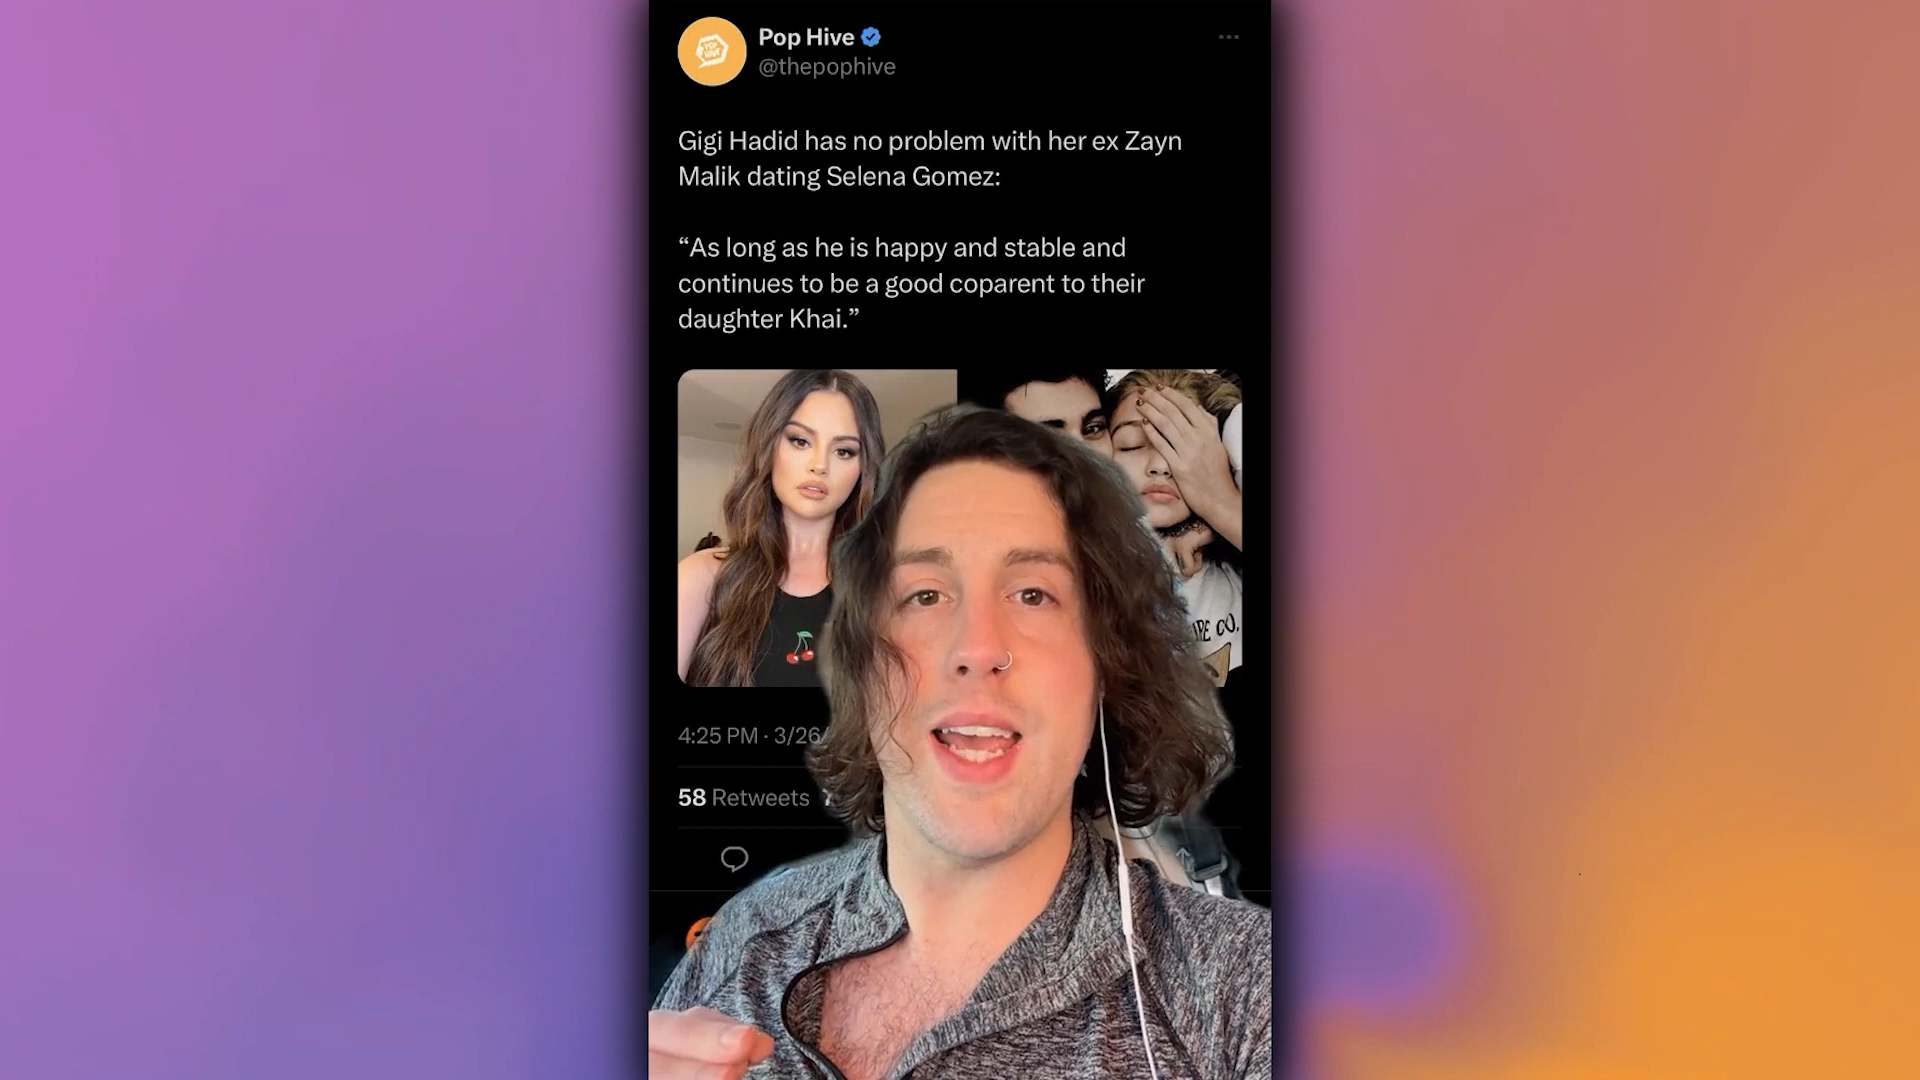 Pop Hive
@thepophive
Gigi Hadid has no problem with her ex Zayn
Malik dating Selena Gomez:
“As long as he is happy and stable and
continues to be a good coparent to their
daughter Khai.”
CO.
4:25 PM · 3/26/
58 Retweets 7